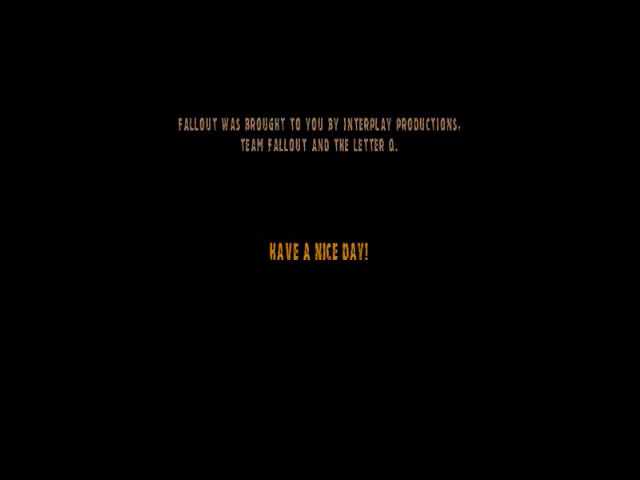 FALLOUT WAS BROUGHT TO YOU BY INTERPLAY PRODUCTIONS,
TEAM FALLOUT AND THE LETTER Q.
HAVE A NICE DAY!